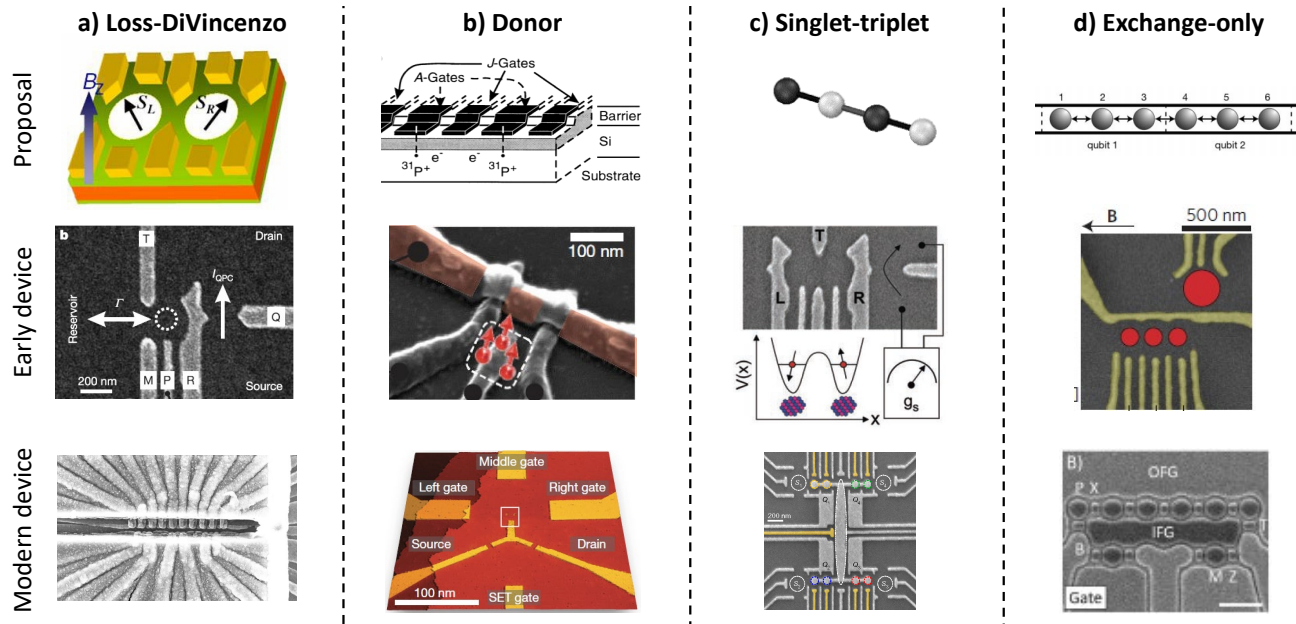 a) Loss-DiVincenzo
b) Donor
c) Singlet-triplet
d) Exchange-only
Proposal
B_Z
S_L
S_R
J-Gates
A-Gates
Barrier
Si
Substrate
³¹P⁺
e⁻
e⁻
³¹P⁺
1 2 3 4 5 6
qubit 1
qubit 2
Early device
b
T
Drain
I_QPC
Reservoir
Γ
Q
200 nm
M
P
R
Source
100 nm
T
L
R
V(x)
x
g_s
B
500 nm
]
Modern device
Middle gate
Left gate
Right gate
Source
Drain
100 nm
SET gate
200 nm
B)
OFG
P X
IFG
T
B
M Z
Gate